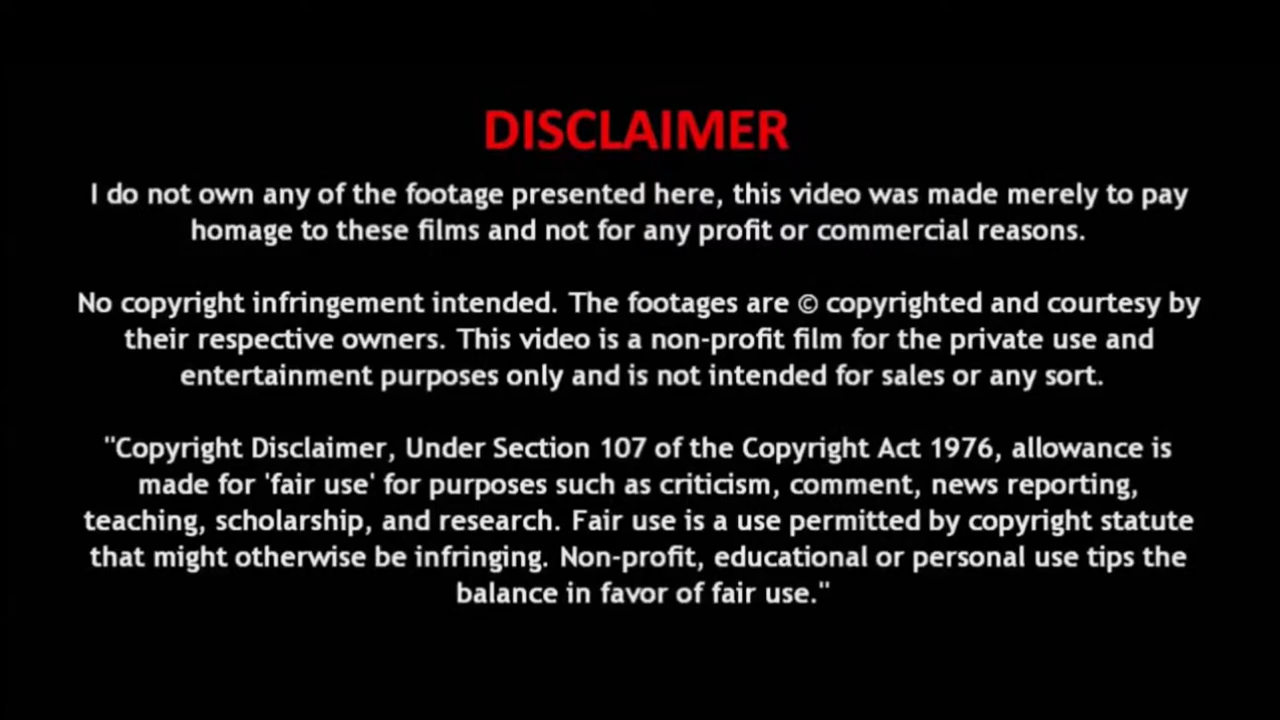 DISCLAIMER
I do not own any of the footage presented here, this video was made merely to pay
homage to these films and not for any profit or commercial reasons.
No copyright infringement intended. The footages are © copyrighted and courtesy by
their respective owners. This video is a non-profit film for the private use and
entertainment purposes only and is not intended for sales or any sort.
"Copyright Disclaimer, Under Section 107 of the Copyright Act 1976, allowance is
made for 'fair use' for purposes such as criticism, comment, news reporting,
teaching, scholarship, and research. Fair use is a use permitted by copyright statute
that might otherwise be infringing. Non-profit, educational or personal use tips the
balance in favor of fair use."